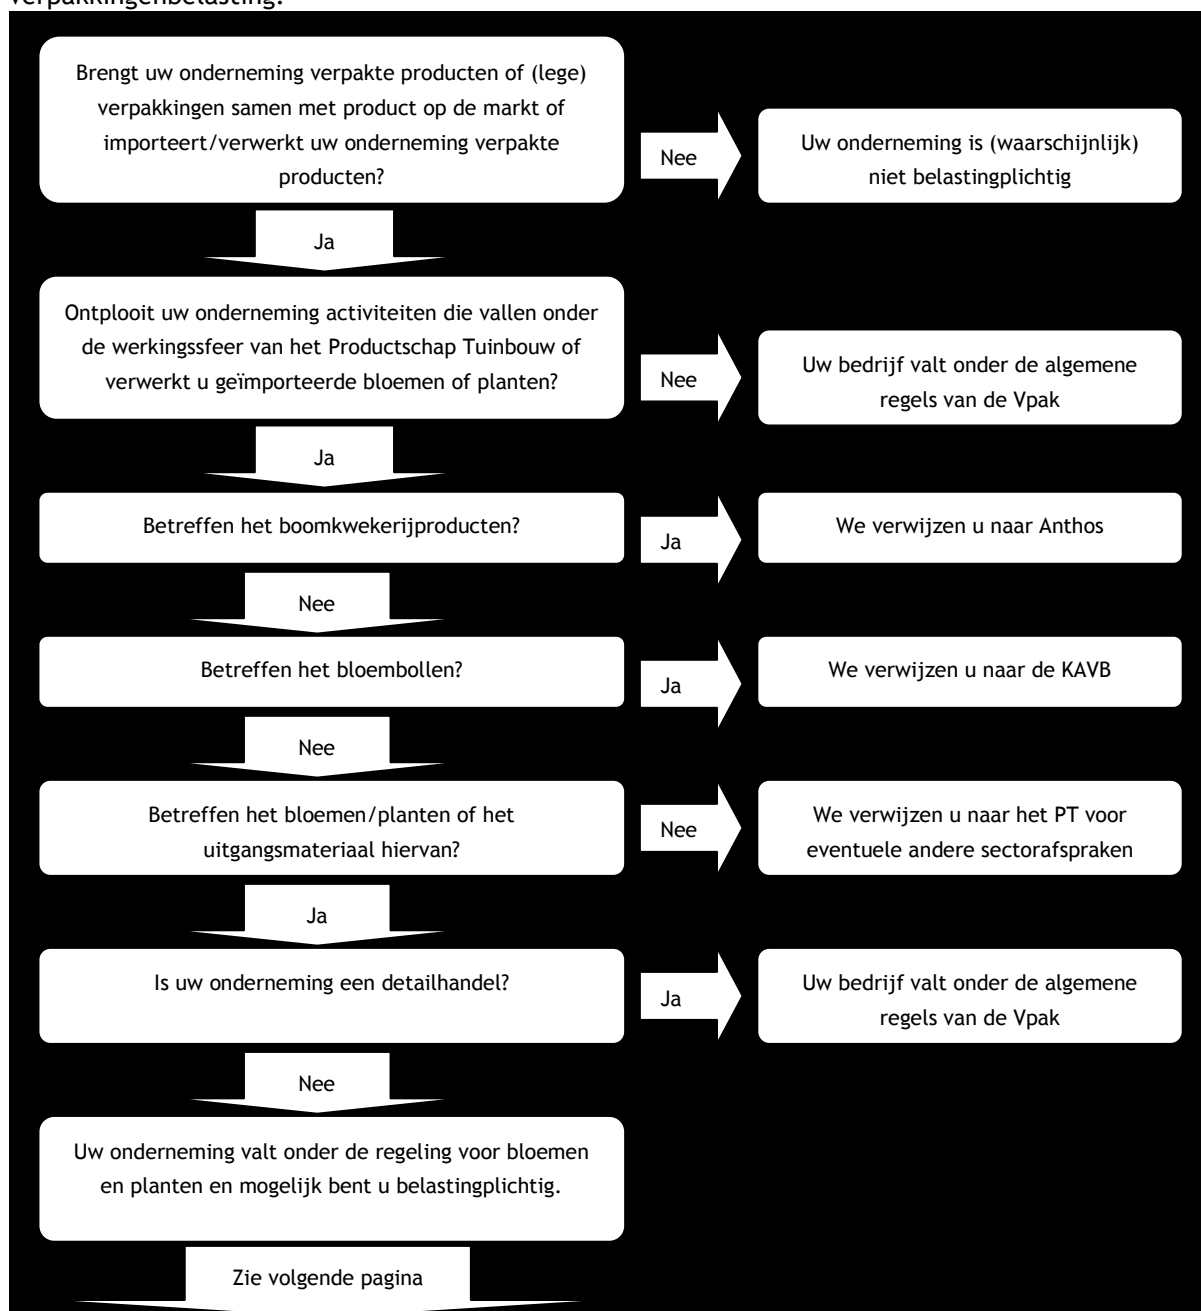 verpakkingenbelasting.
Brengt uw onderneming verpakte producten of (lege)
verpakkingen samen met product op de markt of
importeert/verwerkt uw onderneming verpakte
producten?
Nee
Uw onderneming is (waarschijnlijk)
niet belastingplichtig
Ja
Ontplooit uw onderneming activiteiten die vallen onder
de werkingssfeer van het Productschap Tuinbouw of
verwerkt u geïmporteerde bloemen of planten?
Nee
Uw bedrijf valt onder de algemene
regels van de Vpak
Ja
Betreffen het boomkwekerijproducten?
Ja
We verwijzen u naar Anthos
Nee
Betreffen het bloembollen?
Ja
We verwijzen u naar de KAVB
Nee
Betreffen het bloemen/planten of het
uitgangsmateriaal hiervan?
Nee
We verwijzen u naar het PT voor
eventuele andere sectorafspraken
Ja
Is uw onderneming een detailhandel?
Ja
Uw bedrijf valt onder de algemene
regels van de Vpak
Nee
Uw onderneming valt onder de regeling voor bloemen
en planten en mogelijk bent u belastingplichtig.
Zie volgende pagina